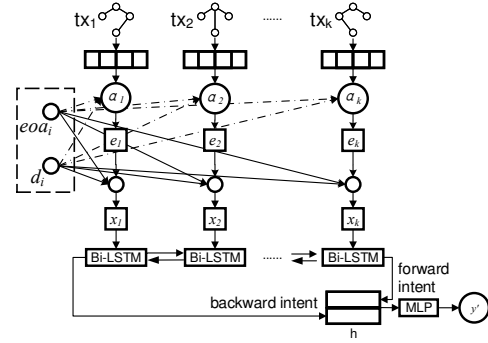 tx1 tx2 ...... txk
a1 a2 ak
eoai
e1 e2 ek
di
x1 x2 xk
Bi-LSTM Bi-LSTM ...... Bi-LSTM
forward
intent
backward intent
MLP y'
h